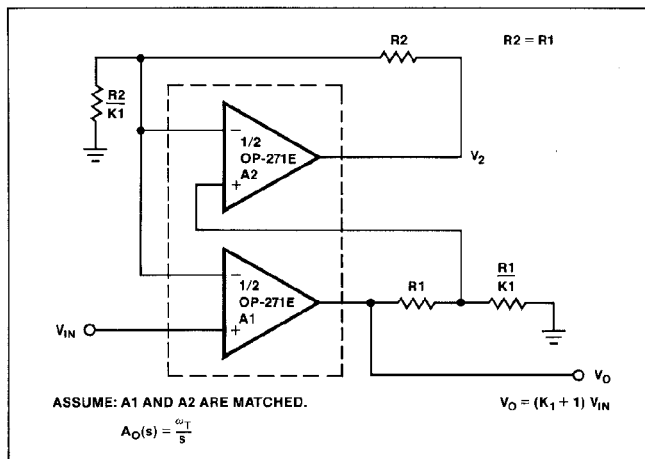 R2
R2 = R1
R2
K1
−
1/2
OP-271E
A2
+
V2
−
1/2
OP-271E
A1
+
R1
R1
K1
VIN
VO
ASSUME: A1 AND A2 ARE MATCHED.
VO = (K1 + 1) VIN
AO(s) = ωT
s